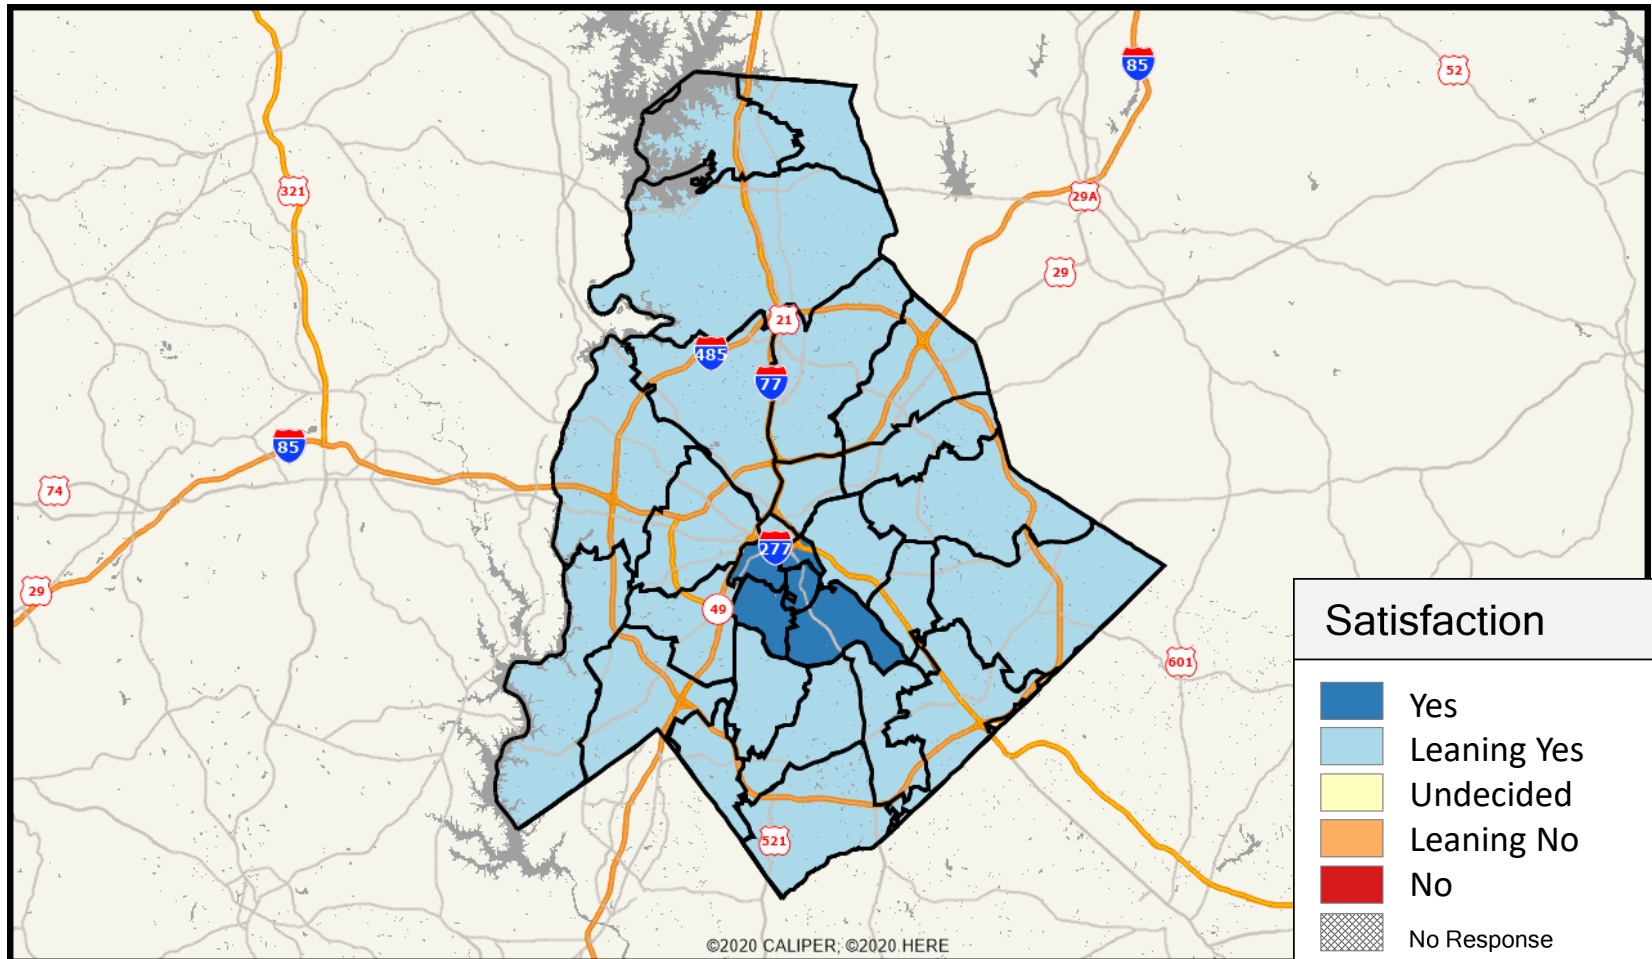 85
52
321
29A
29
21
485
77
85
74
277
29
49
601
521
Satisfaction
Yes
Leaning Yes
Undecided
Leaning No
No
No Response
©2020 CALIPER; ©2020 HERE